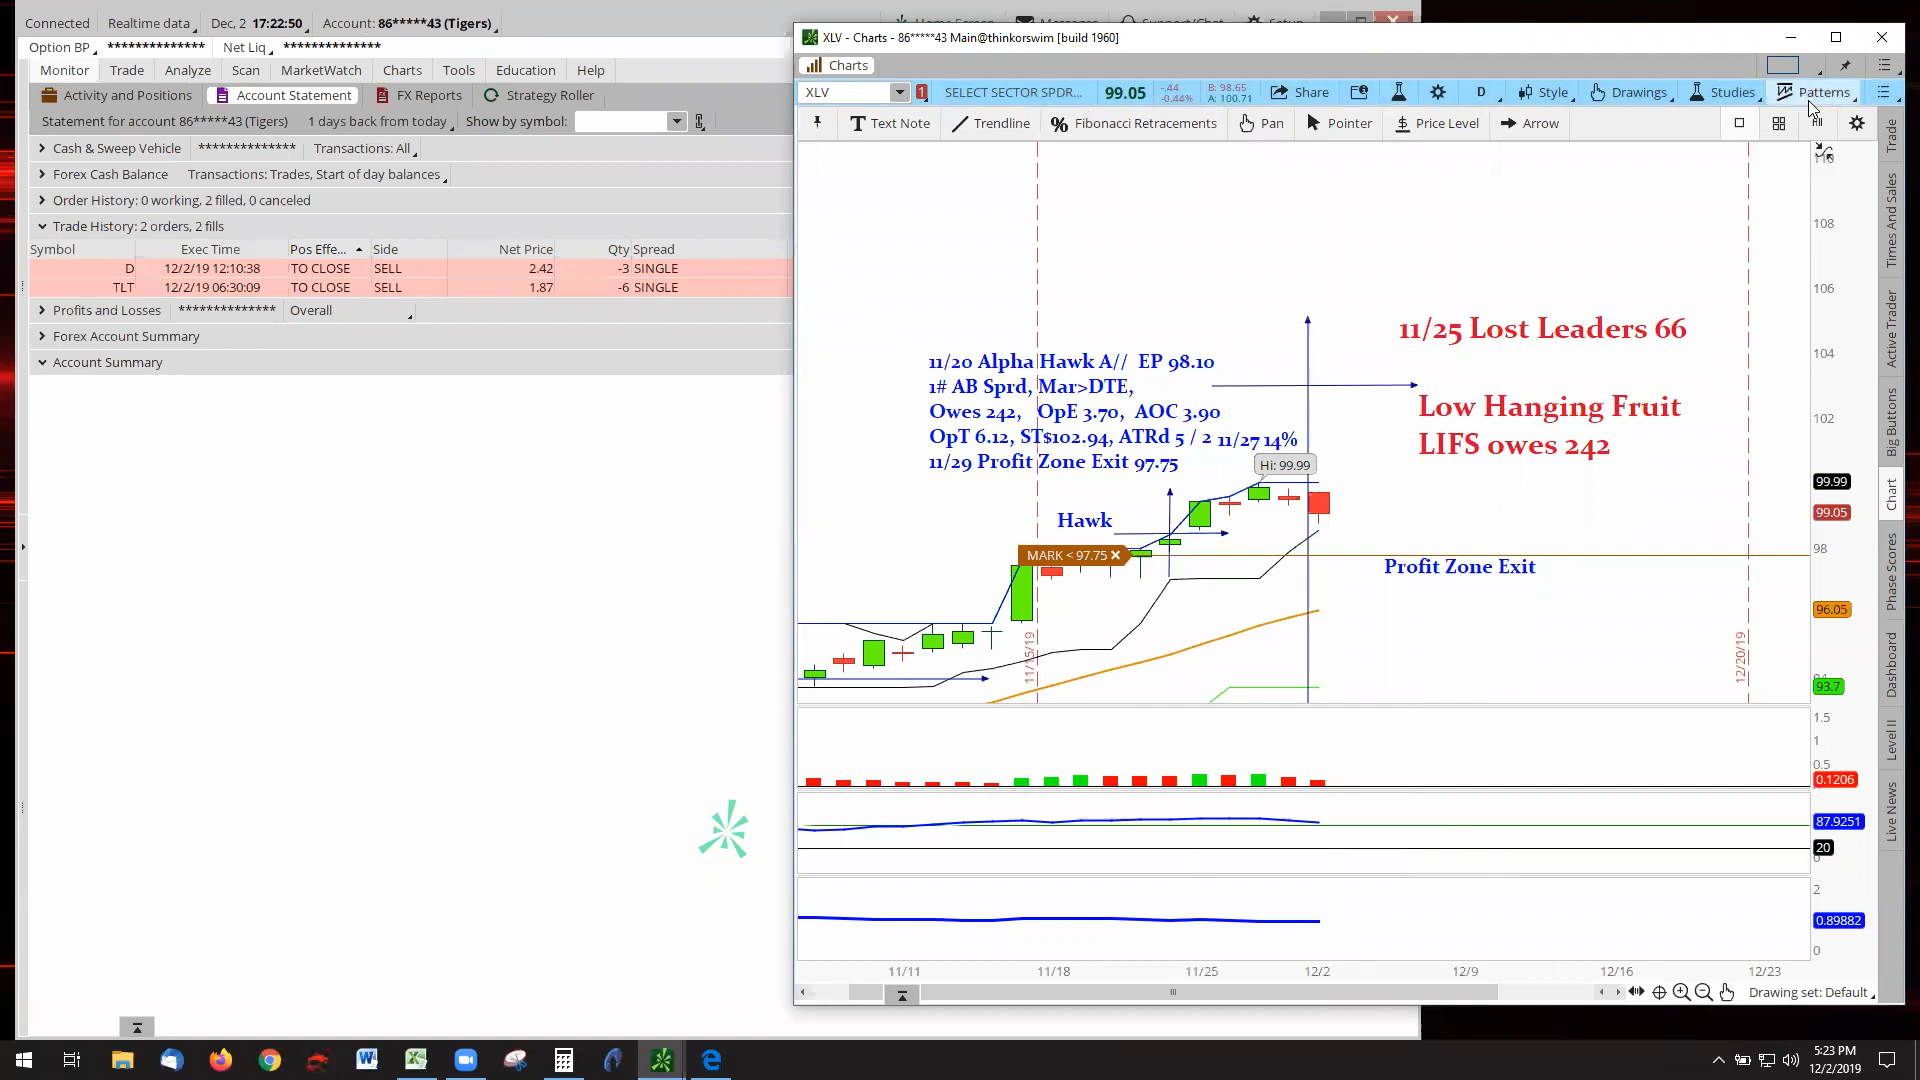 Connected Realtime data Dec, 2 17:22:50 Account: 86*****43 (Tigers)
Option BP ************** Net Liq **************
Monitor Trade Analyze Scan MarketWatch Charts Tools Education Help
Activity and Positions Account Statement FX Reports Strategy Roller
Statement for account 86*****43 (Tigers) 1 days back from today Show by symbol:
Cash & Sweep Vehicle ************** Transactions: All
Forex Cash Balance Transactions: Trades, Start of day balances
Order History: 0 working, 2 filled, 0 canceled
Trade History: 2 orders, 2 fills
Symbol Exec Time Pos Effe... Side Net Price Qty Spread
D 12/2/19 12:10:38 TO CLOSE SELL 2.42 -3 SINGLE
TLT 12/2/19 06:30:09 TO CLOSE SELL 1.87 -6 SINGLE
Profits and Losses ************** Overall
Forex Account Summary
Account Summary
XLV - Charts - 86*****43 Main@thinkorswim [build 1960]
Charts
XLV 1 SELECT SECTOR SPDR... 99.05 -.44 -0.44% B: 98.65 A: 100.71 Share D Style Drawings Studies Patterns
Text Note Trendline Fibonacci Retracements Pan Pointer Price Level Arrow
108
106
104
102
99.99
99.05
98
96.05
93.7
11/25 Lost Leaders 66
11/20 Alpha Hawk A// EP 98.10
1# AB Sprd, Mar>DTE,
Owes 242, OpE 3.70, AOC 3.90
OpT 6.12, ST$102.94, ATRd 5 / 2 11/27 14%
11/29 Profit Zone Exit 97.75
Low Hanging Fruit
LIFS owes 242
Hi: 99.99
Hawk
MARK < 97.75
Profit Zone Exit
11/15/19
12/20/19
1.5
1
0.5
0.1206
87.9251
20
0
2
0.89882
0
11/11 11/18 11/25 12/2 12/9 12/16 12/23
Drawing set: Default
Trade
Times And Sales
Active Trader
Big Buttons
Chart
Phase Scores
Dashboard
Level II
Live News
5:23 PM
12/2/2019